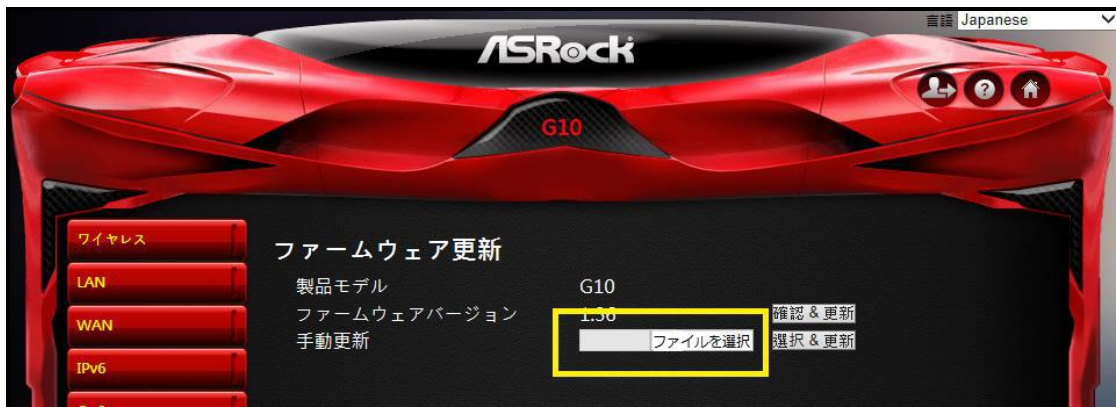 言語 Japanese
ASRock
G10
ワイヤレス
LAN
WAN
IPv6
ファームウェア更新
製品モデル G10
ファームウェアバージョン 1.36 確認 & 更新
手動更新 ファイルを選択 選択 & 更新